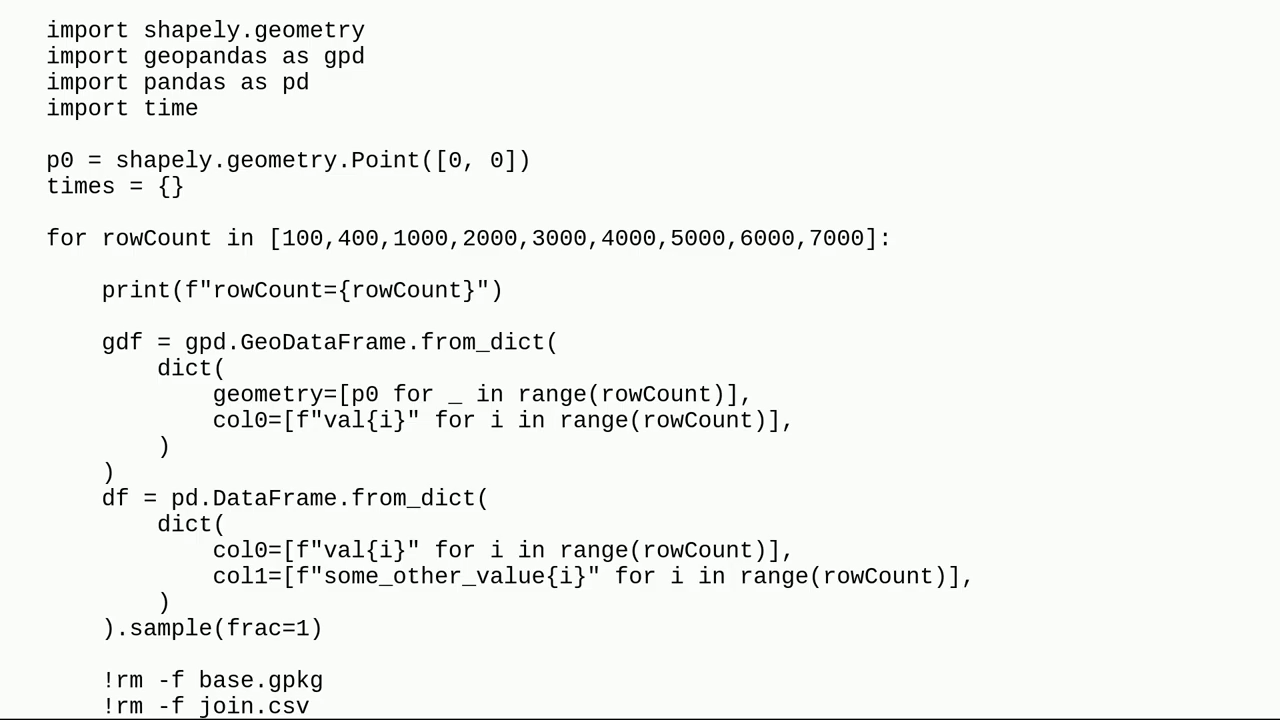 import shapely.geometry
import geopandas as gpd
import pandas as pd
import time
p0 = shapely.geometry.Point([0, 0])
times = {}
for rowCount in [100,400,1000,2000,3000,4000,5000,6000,7000]:
    print(f"rowCount={rowCount}")
    gdf = gpd.GeoDataFrame.from_dict(
        dict(
            geometry=[p0 for _ in range(rowCount)],
            col0=[f"val{i}" for i in range(rowCount)],
        )
    )
    df = pd.DataFrame.from_dict(
        dict(
            col0=[f"val{i}" for i in range(rowCount)],
            col1=[f"some_other_value{i}" for i in range(rowCount)],
        )
    ).sample(frac=1)
    !rm -f base.gpkg
    !rm -f join.csv